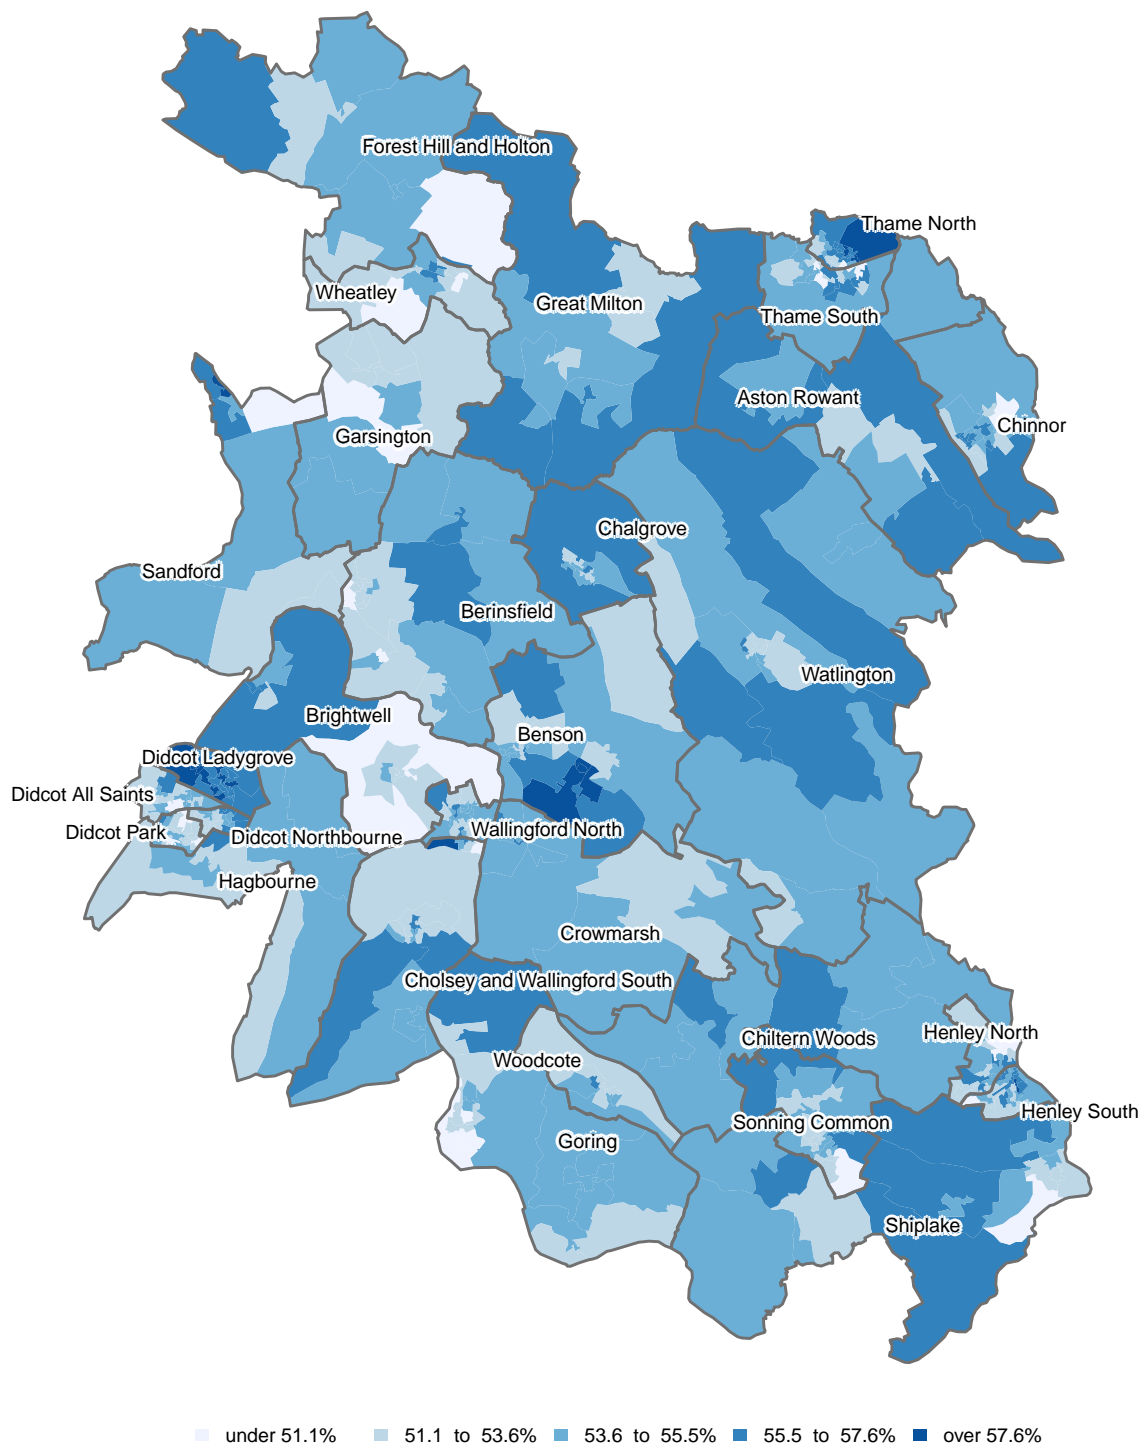 Forest Hill and Holton
Thame North
Wheatley
Great Milton
Thame South
Aston Rowant
Chinnor
Garsington
Chalgrove
Sandford
Berinsfield
Watlington
Brightwell
Benson
Didcot Ladygrove
Didcot All Saints
Didcot Park
Wallingford North
Didcot Northbourne
Hagbourne
Crowmarsh
Cholsey and Wallingford South
Henley North
Chiltern Woods
Woodcote
Henley South
Sonning Common
Goring
Shiplake
under 51.1%
51.1 to 53.6%
53.6 to 55.5%
55.5 to 57.6%
over 57.6%